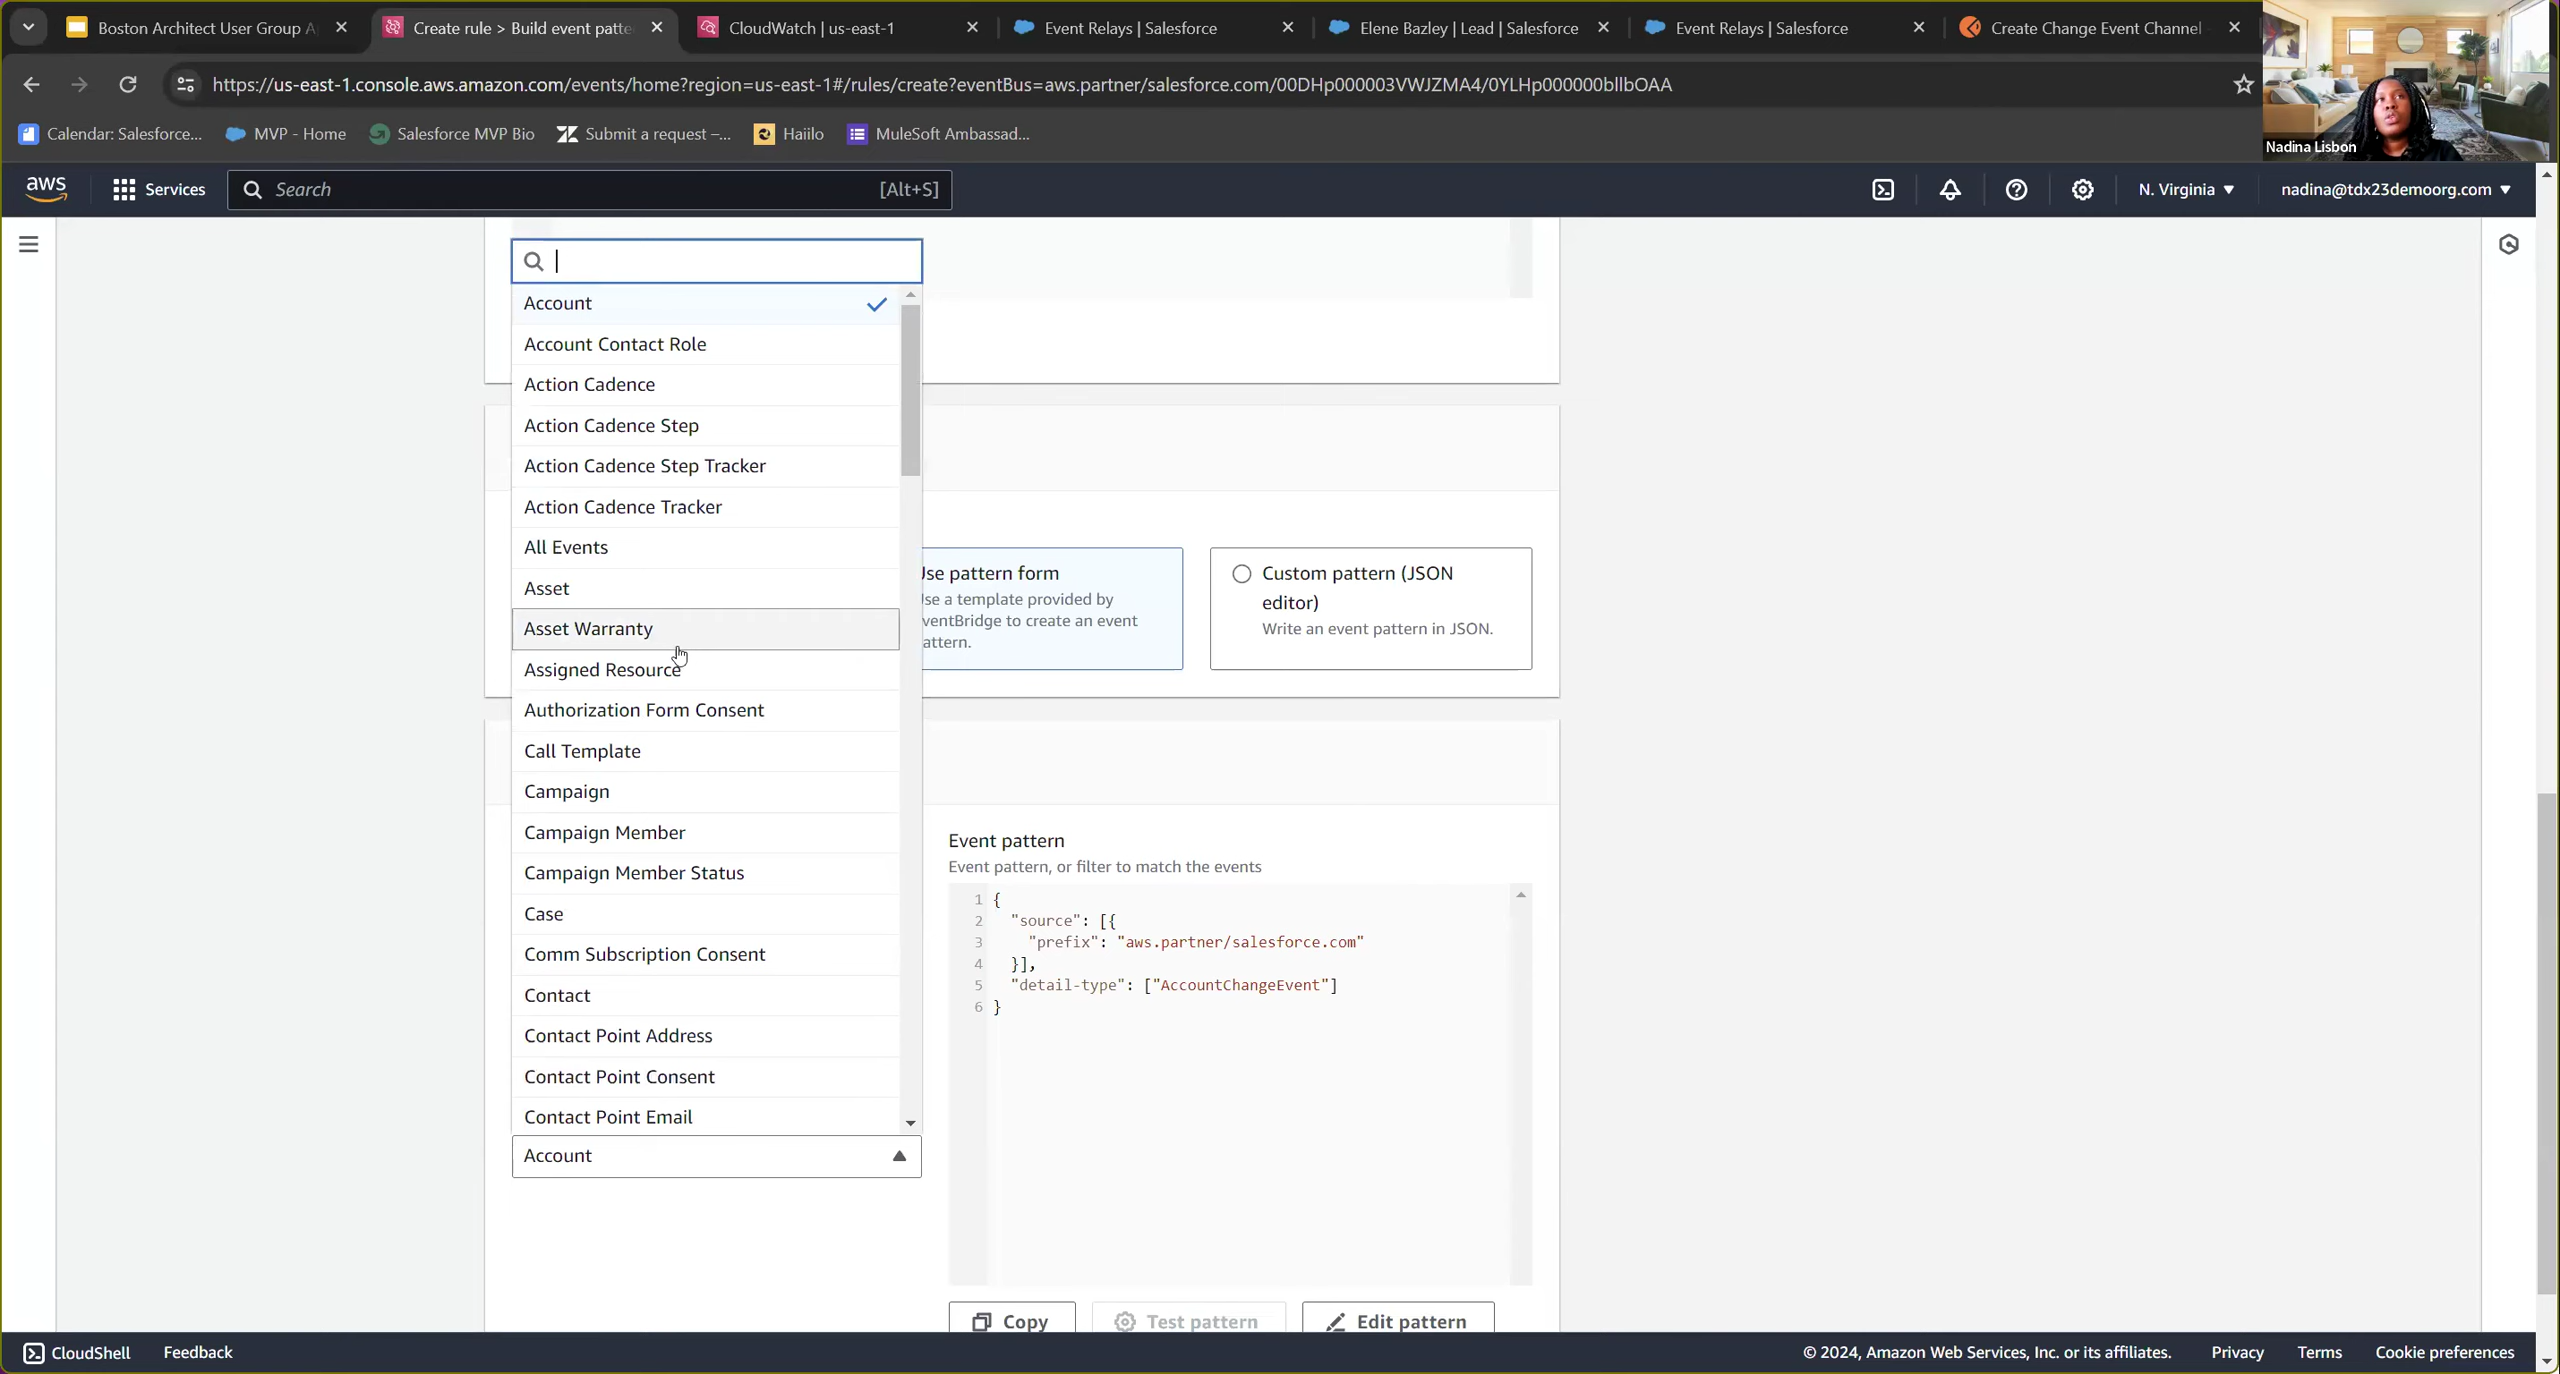 Boston Architect User Group A
Create rule > Build event patte
CloudWatch | us-east-1
Event Relays | Salesforce
Elene Bazley | Lead | Salesforce
Event Relays | Salesforce
Create Change Event Channel
https://us-east-1.console.aws.amazon.com/events/home?region=us-east-1#/rules/create?eventBus=aws.partner/salesforce.com/00DHp000003VWJZMA4/0YLHp000000bllbOAA
Calendar: Salesforce...
MVP - Home
Salesforce MVP Bio
Submit a request –...
Haiilo
MuleSoft Ambassad...
Nadina Lisbon
aws
Services
Search
[Alt+S]
N. Virginia
nadina@tdx23demoorg.com
Account
Account Contact Role
Action Cadence
Action Cadence Step
Action Cadence Step Tracker
Action Cadence Tracker
All Events
Asset
Asset Warranty
Assigned Resource
Authorization Form Consent
Call Template
Campaign
Campaign Member
Campaign Member Status
Case
Comm Subscription Consent
Contact
Contact Point Address
Contact Point Consent
Contact Point Email
Account
Use pattern form
Use a template provided by
EventBridge to create an event
pattern.
Custom pattern (JSON
editor)
Write an event pattern in JSON.
Event pattern
Event pattern, or filter to match the events
1 {
2 "source": [{
3 "prefix": "aws.partner/salesforce.com"
4 }],
5 "detail-type": ["AccountChangeEvent"]
6 }
Copy
Test pattern
Edit pattern
CloudShell
Feedback
© 2024, Amazon Web Services, Inc. or its affiliates.
Privacy
Terms
Cookie preferences